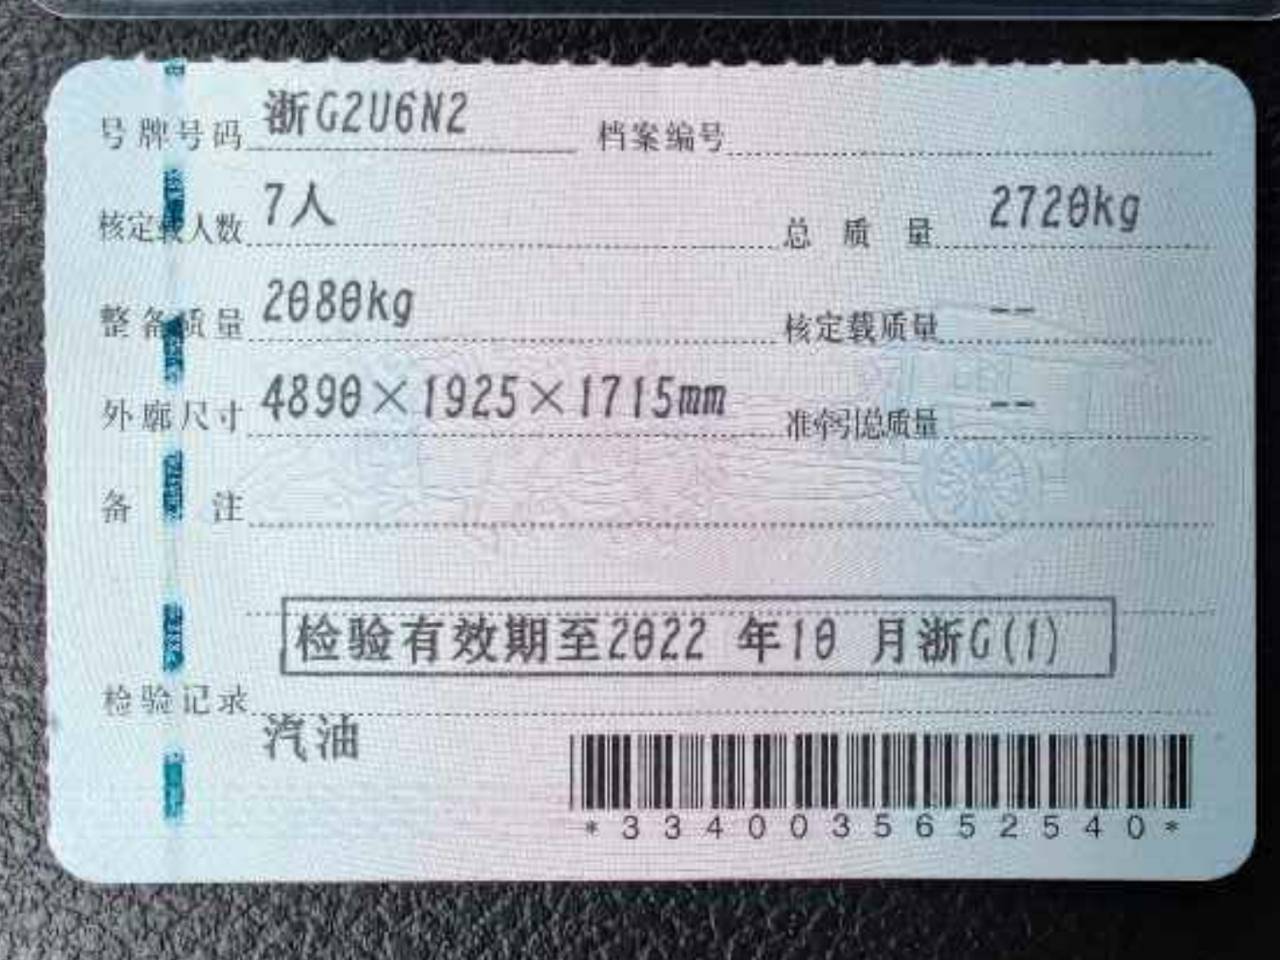 号牌号码 浙G2U6N2 档案编号
核定载人数 7人 总质量 2720kg
整备质量 2080kg 核定载质量 --
外廓尺寸 4890×1925×1715mm 准牵引总质量 --
备注
检验有效期至2022 年10 月浙G(1)
检验记录
汽油
*3340035652540*